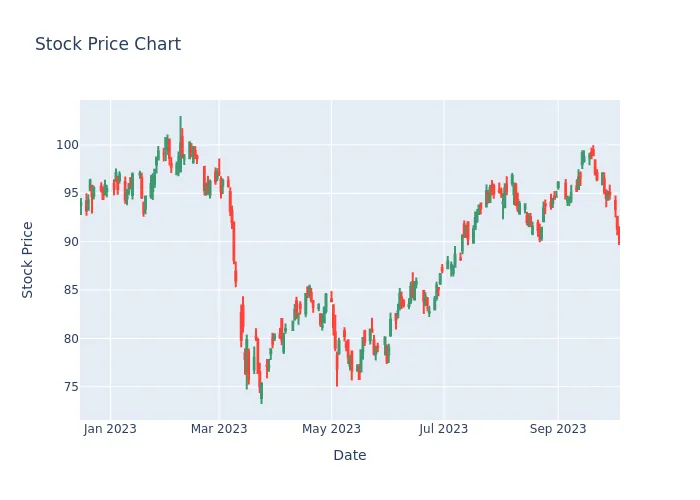 Stock Price Chart
Stock Price
100
95
90
85
80
75
Jan 2023
Mar 2023
May 2023
Jul 2023
Sep 2023
Date